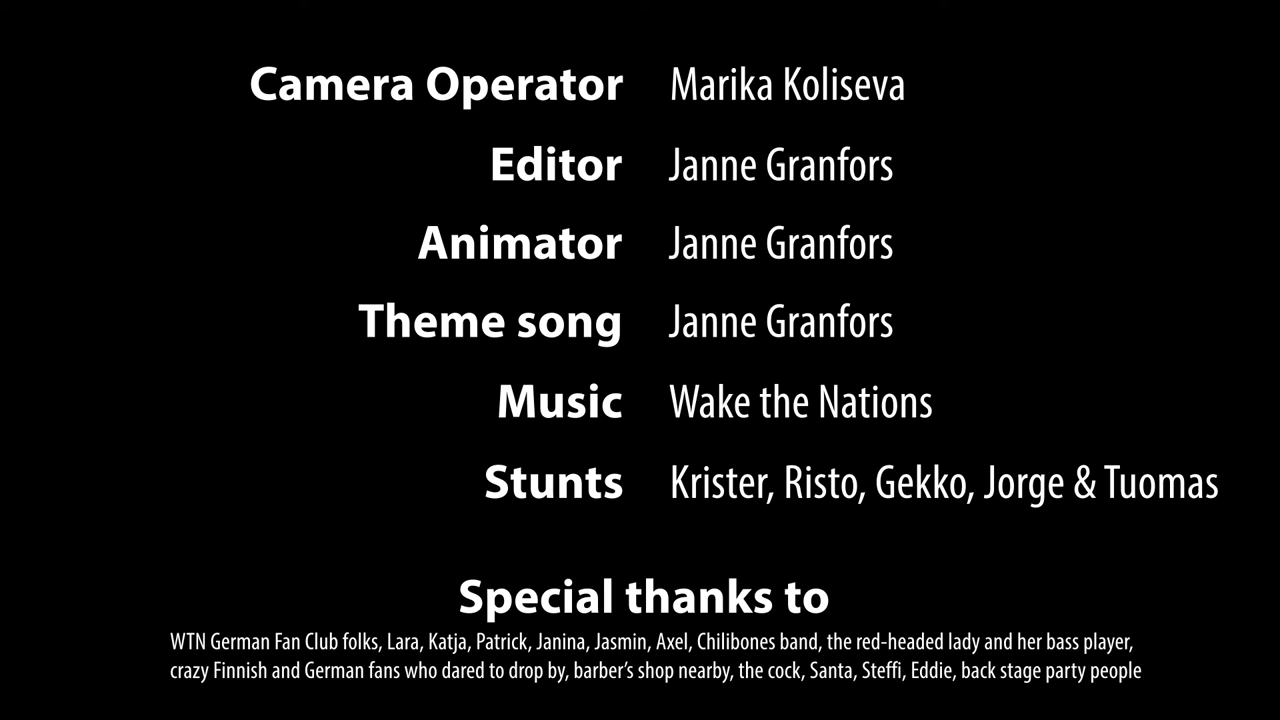 Camera Operator Marika Koliseva
Editor Janne Granfors
Animator Janne Granfors
Theme song Janne Granfors
Music Wake the Nations
Stunts Krister, Risto, Gekko, Jorge & Tuomas
Special thanks to
WTN German Fan Club folks, Lara, Katja, Patrick, Janina, Jasmin, Axel, Chilibones band, the red-headed lady and her bass player,
crazy Finnish and German fans who dared to drop by, barber’s shop nearby, the cock, Santa, Steffi, Eddie, back stage party people